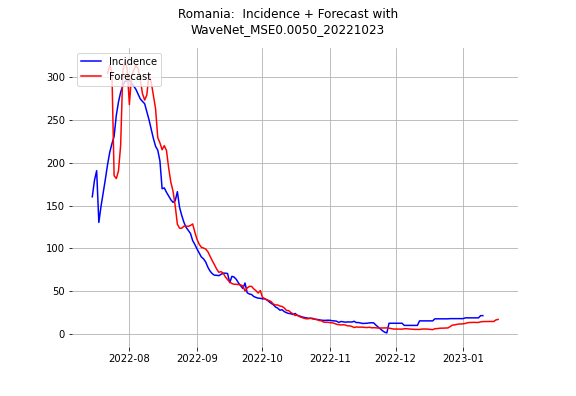 Romania:  Incidence + Forecast with
WaveNet_MSE0.0050_20221023
Incidence
Forecast
300
250
200
150
100
50
0
2022-08 2022-09 2022-10 2022-11 2022-12 2023-01